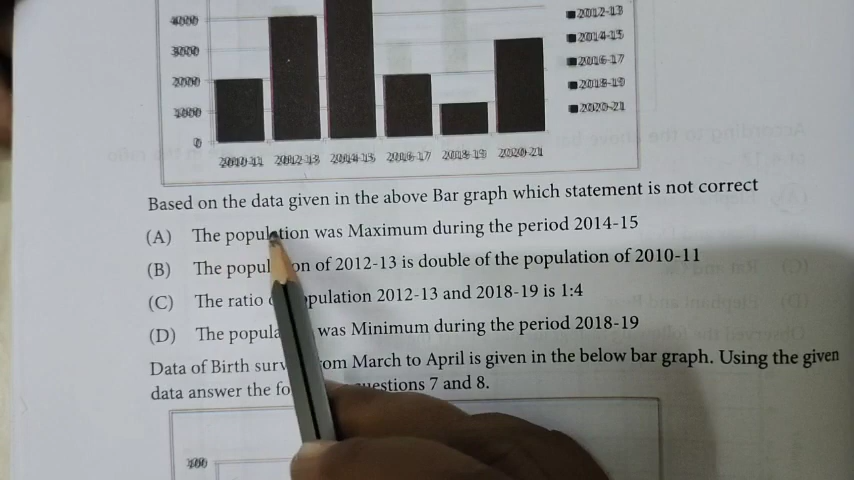 4000
3000
2000
1000
0
2010-11 2012-13 2014-15 2016-17 2018-19 2020-21
2012-13
2014-15
2016-17
2018-19
2020-21
Based on the data given in the above Bar graph which statement is not correct
(A) The population was Maximum during the period 2014-15
(B) The popul on of 2012-13 is double of the population of 2010-11
(C) The ratio opulation 2012-13 and 2018-19 is 1:4
(D) The popula was Minimum during the period 2018-19
Data of Birth surv om March to April is given in the below bar graph. Using the given
data answer the fo uestions 7 and 8.
100